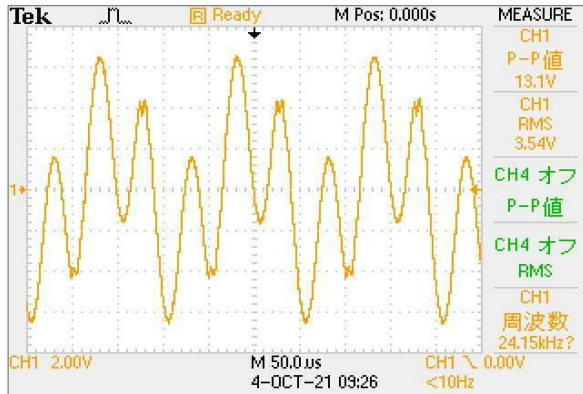 Tek R Ready M Pos: 0.000s MEASURE
CH1
P-P値
13.1V
CH1
RMS
3.54V
CH4 オフ
P-P値
CH4 オフ
RMS
CH1
周波数
24.15kHz?
1
CH1 2.00V M 50.0us CH1 0.00V
4-OCT-21 09:26 <10Hz